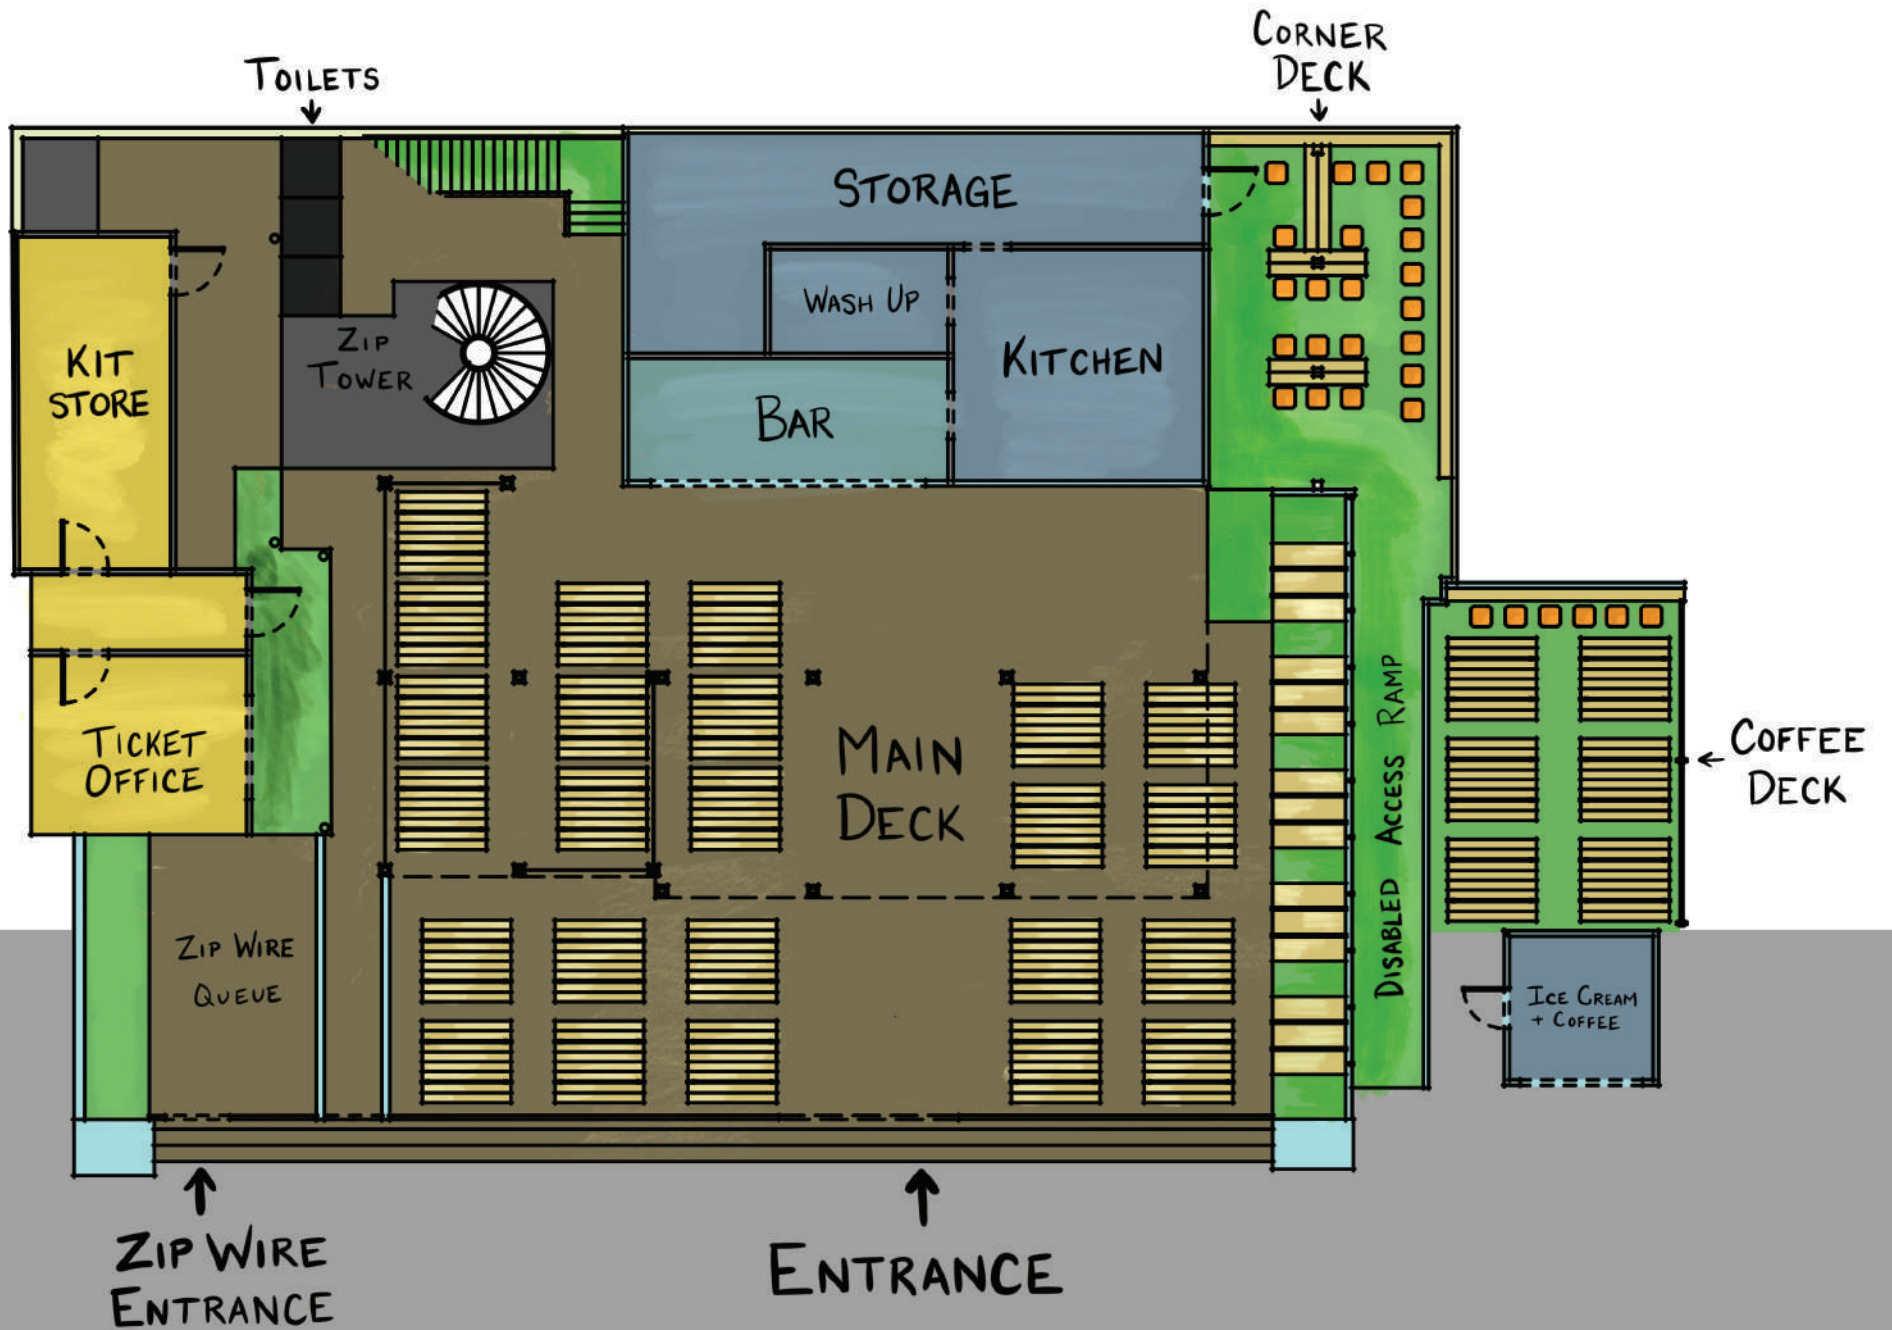 TOILETS
CORNER
DECK
STORAGE
WASH UP
KITCHEN
BAR
ZIP
TOWER
KIT
STORE
TICKET
OFFICE
MAIN
DECK
DISABLED ACCESS RAMP
COFFEE
DECK
ZIP WIRE
QUEUE
ICE CREAM
+ COFFEE
ZIP WIRE
ENTRANCE
ENTRANCE